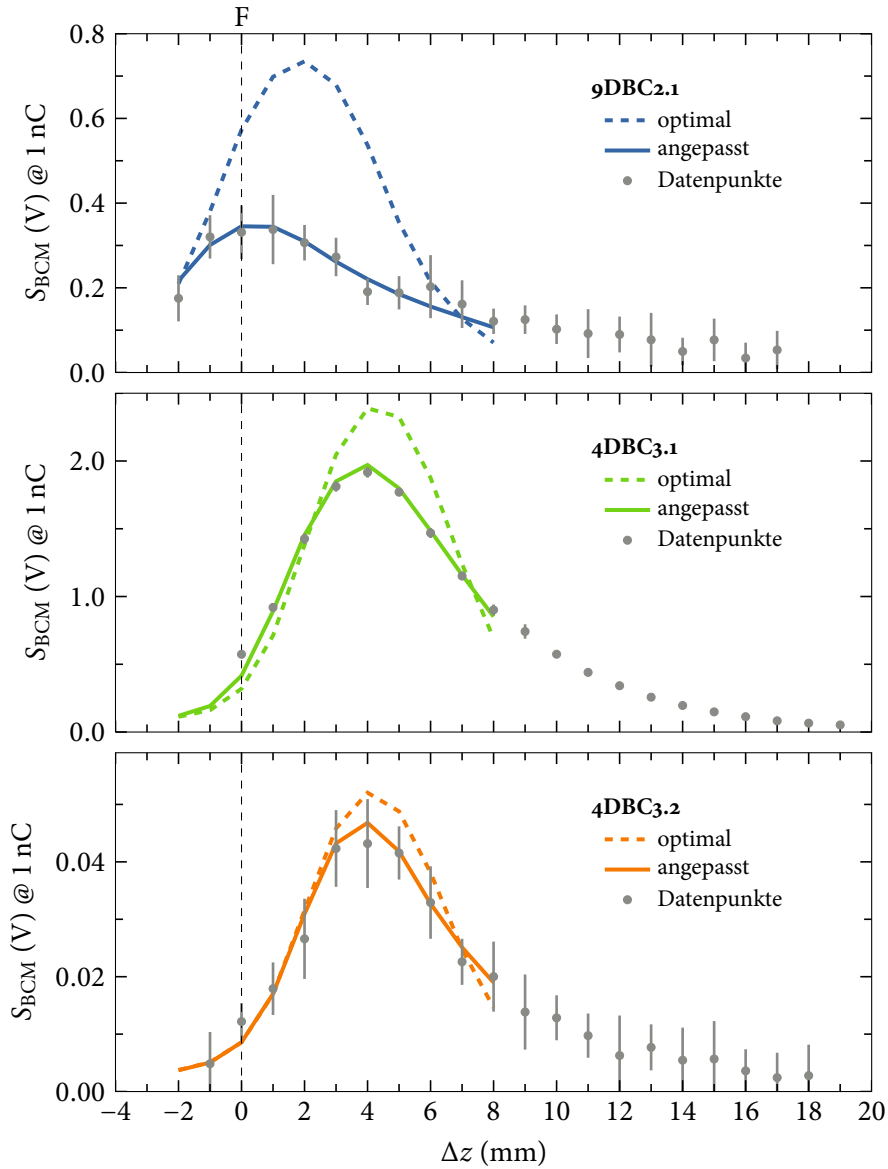 F
0.8
0.6
0.4
0.2
0.0
S_BCM (V) @ 1 nC
9DBC2.1
optimal
angepasst
Datenpunkte
2.0
1.0
0.0
S_BCM (V) @ 1 nC
4DBC3.1
optimal
angepasst
Datenpunkte
0.04
0.02
0.00
S_BCM (V) @ 1 nC
4DBC3.2
optimal
angepasst
Datenpunkte
−4 −2 0 2 4 6 8 10 12 14 16 18 20
Δz (mm)